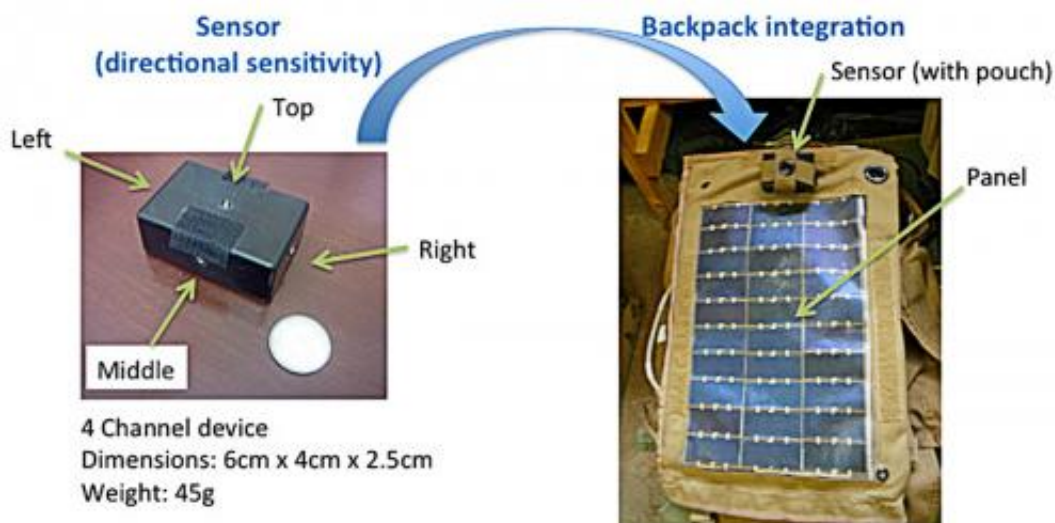 Sensor
(directional sensitivity)
Backpack integration
Sensor (with pouch)
Top
Left
Panel
Right
Middle
4 Channel device
Dimensions: 6cm x 4cm x 2.5cm
Weight: 45g